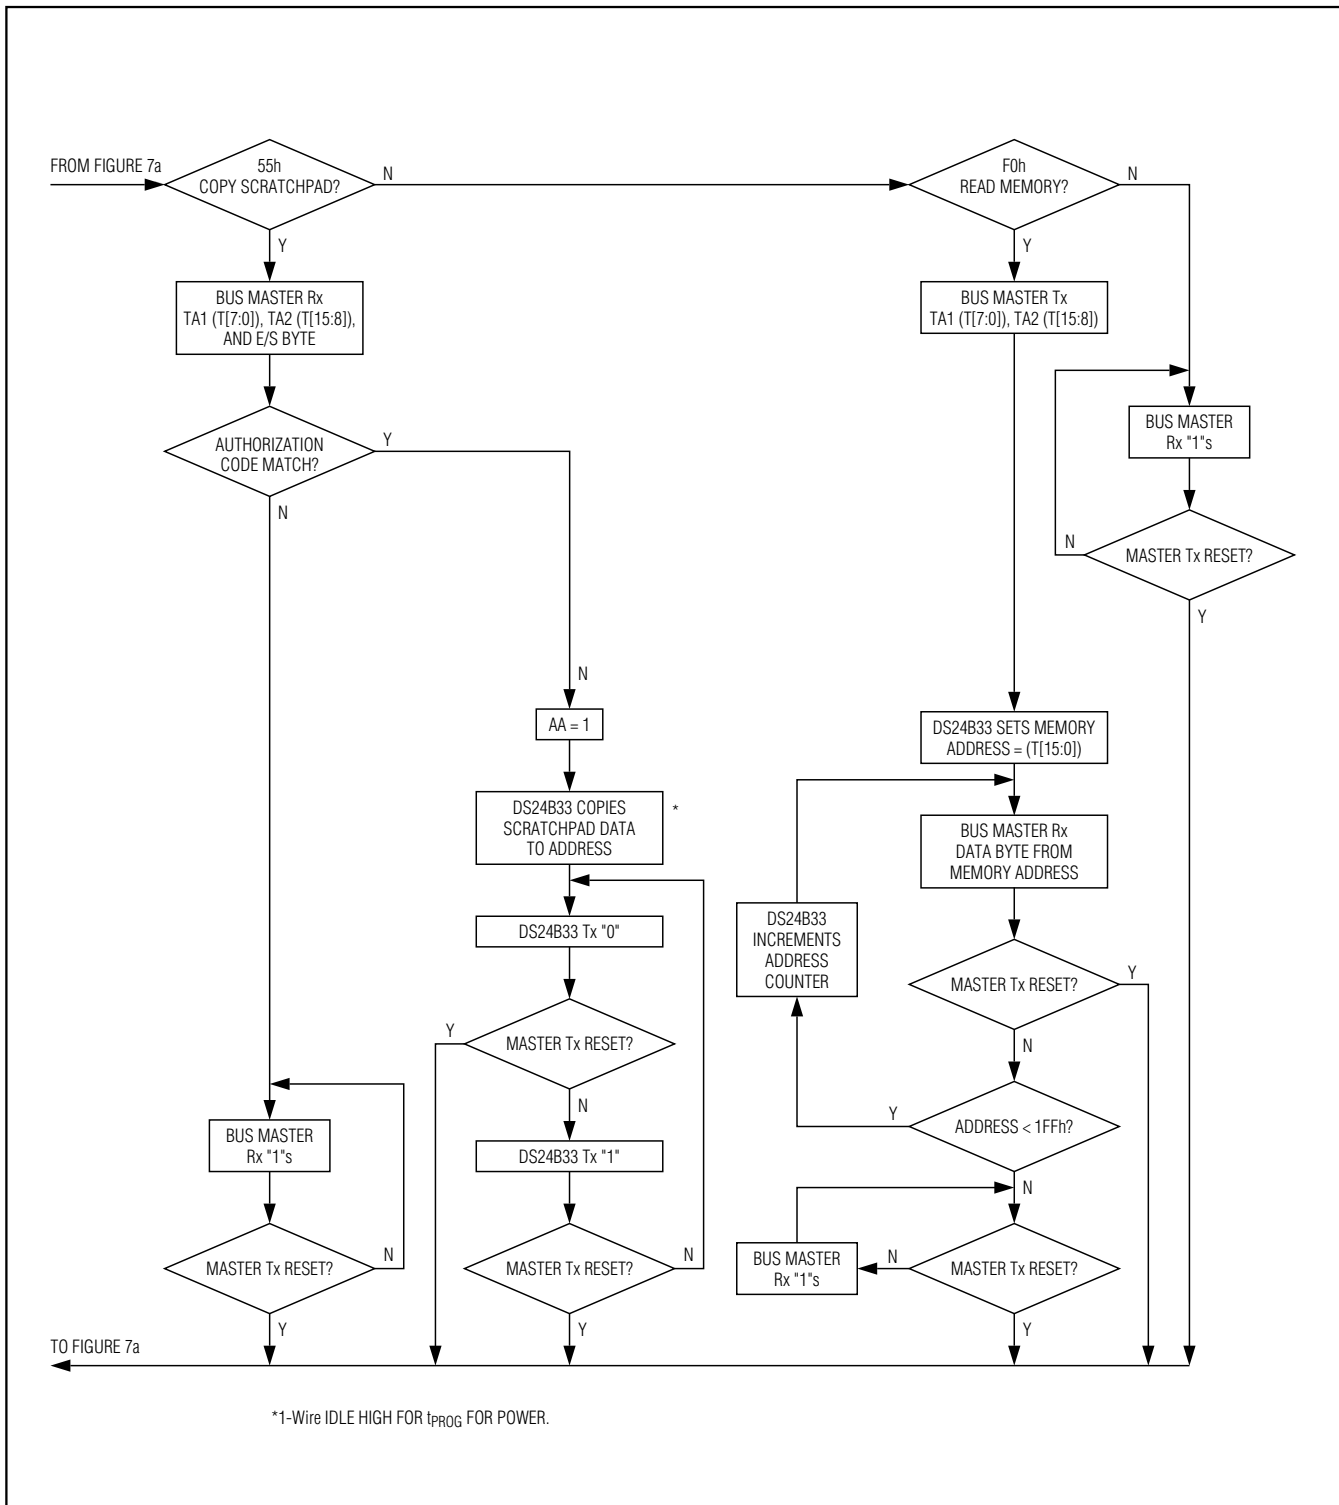 FROM FIGURE 7a
55h
COPY SCRATCHPAD?
N
Y
F0h
READ MEMORY?
N
Y
BUS MASTER Rx
TA1 (T[7:0]), TA2 (T[15:8]),
AND E/S BYTE
BUS MASTER Tx
TA1 (T[7:0]), TA2 (T[15:8])
AUTHORIZATION
CODE MATCH?
Y
N
BUS MASTER
Rx "1"s
MASTER Tx RESET?
N
Y
N
AA = 1
DS24B33 COPIES
SCRATCHPAD DATA
TO ADDRESS
*
DS24B33 Tx "0"
MASTER Tx RESET?
Y
N
DS24B33 Tx "1"
MASTER Tx RESET?
N
Y
BUS MASTER
Rx "1"s
MASTER Tx RESET?
N
Y
DS24B33 SETS MEMORY
ADDRESS = (T[15:0])
BUS MASTER Rx
DATA BYTE FROM
MEMORY ADDRESS
DS24B33
INCREMENTS
ADDRESS
COUNTER
MASTER Tx RESET?
Y
N
ADDRESS < 1FFh?
Y
N
BUS MASTER
Rx "1"s
N
MASTER Tx RESET?
Y
TO FIGURE 7a
*1-Wire IDLE HIGH FOR tPROG FOR POWER.